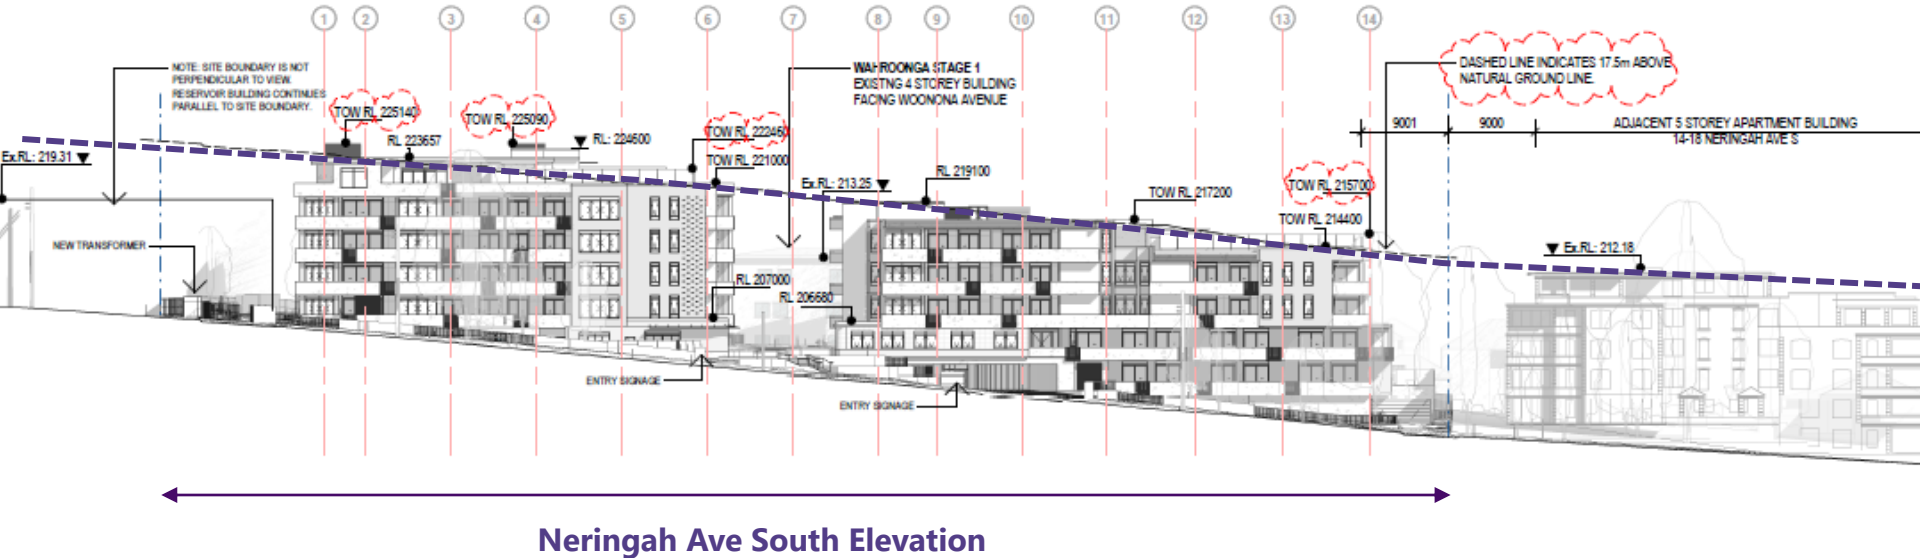 1 2 3 4 5 6 7 8 9 10 11 12 13 14
NOTE: SITE BOUNDARY IS NOT
PERPENDICULAR TO VIEW.
RESERVOIR BUILDING CONTINUES
PARALLEL TO SITE BOUNDARY.
TOW RL 225140
RL 223657
TOW RL 225090
RL: 224600
TOW RL 222460
TOW RL 221000
WAHROONGA STAGE 1
EXISTNG 4 STOREY BUILDING
FACING WOONONA AVENUE
DASHED LINE INDICATES 17.5m ABOVE
NATURAL GROUND LINE.
9001
9000
ADJACENT 5 STOREY APARTMENT BUILDING
14-18 NERINGAH AVE S
Ex.RL: 219.31
Ex.RL: 213.25
RL 219100
TOW RL 217200
TOW RL 215700
TOW RL 214400
Ex.RL: 212.18
NEW TRANSFORMER
RL 207000
RL 206680
ENTRY SIGNAGE
ENTRY SIGNAGE
Neringah Ave South Elevation